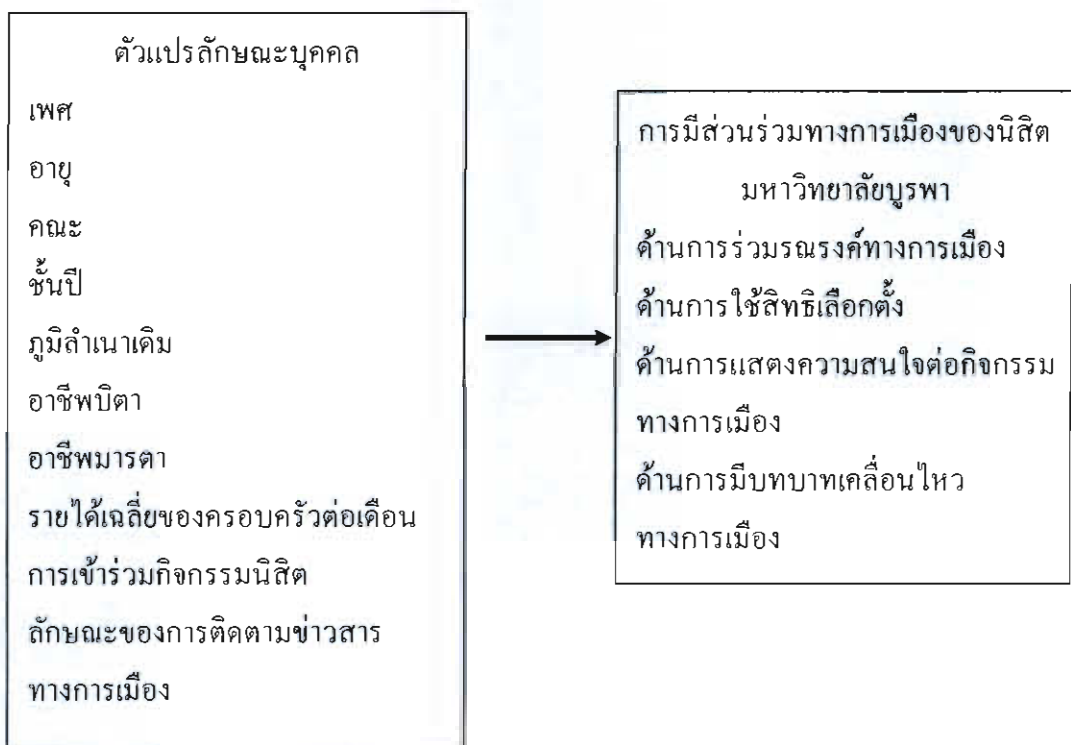 ตัวแปรลักษณะบุคคล
เพศ
อายุ
คณะ
ชั้นปี
ภูมิลำเนาเดิม
อาชีพบิดา
อาชีพมารดา
รายได้เฉลี่ยของครอบครัวต่อเดือน
การเข้าร่วมกิจกรรมนิสิต
ลักษณะของการติดตามข่าวสาร
ทางการเมือง
การมีส่วนร่วมทางการเมืองของนิสิต
มหาวิทยาลัยบูรพา
ด้านการร่วมรณรงค์ทางการเมือง
ด้านการใช้สิทธิเลือกตั้ง
ด้านการแสดงความสนใจต่อกิจกรรม
ทางการเมือง
ด้านการมีบทบาทเคลื่อนไหว
ทางการเมือง